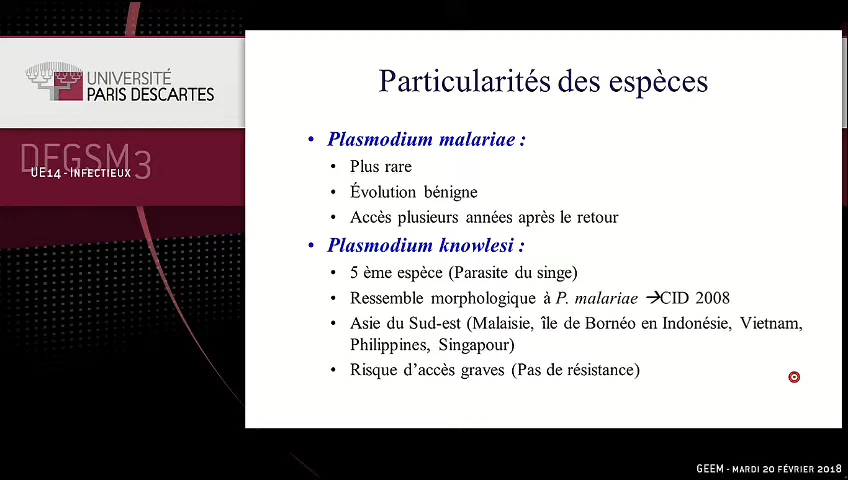 UNIVERSITÉ
PARIS DESCARTES
DFGSM3
UE14 - INFECTIEUX
Particularités des espèces
• Plasmodium malariae :
• Plus rare
• Évolution bénigne
• Accès plusieurs années après le retour
• Plasmodium knowlesi :
• 5 ème espèce (Parasite du singe)
• Ressemble morphologique à P. malariae →CID 2008
• Asie du Sud-est (Malaisie, île de Bornéo en Indonésie, Vietnam,
Philippines, Singapour)
• Risque d'accès graves (Pas de résistance)
GEEM - MARDI 20 FÉVRIER 2018